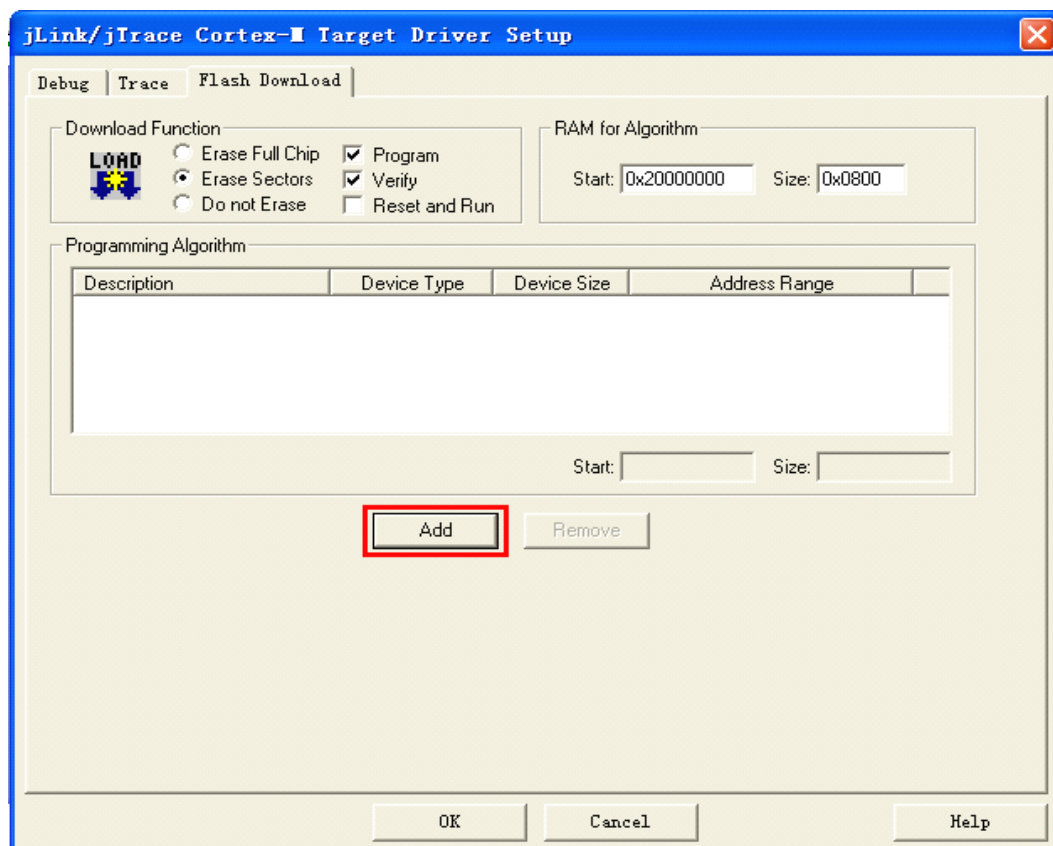 jLink/jTrace Cortex-M Target Driver Setup
Debug Trace Flash Download
Download Function
LOAD
Erase Full Chip
Erase Sectors
Do not Erase
Program
Verify
Reset and Run
RAM for Algorithm
Start: 0x20000000 Size: 0x0800
Programming Algorithm
Description Device Type Device Size Address Range
Start: Size:
Add Remove
OK Cancel Help